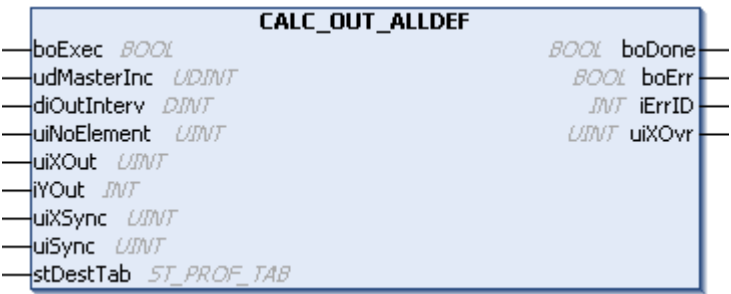 CALC_OUT_ALLDEF
boExec BOOL BOOL boDone
udMasterInc UDINT BOOL boErr
diOutInterv DINT INT iErrID
uiNoElement UINT UINT uiXOvr
uiXOut UINT
iYOut INT
uiXSync UINT
uiSync UINT
stDestTab ST_PROF_TAB